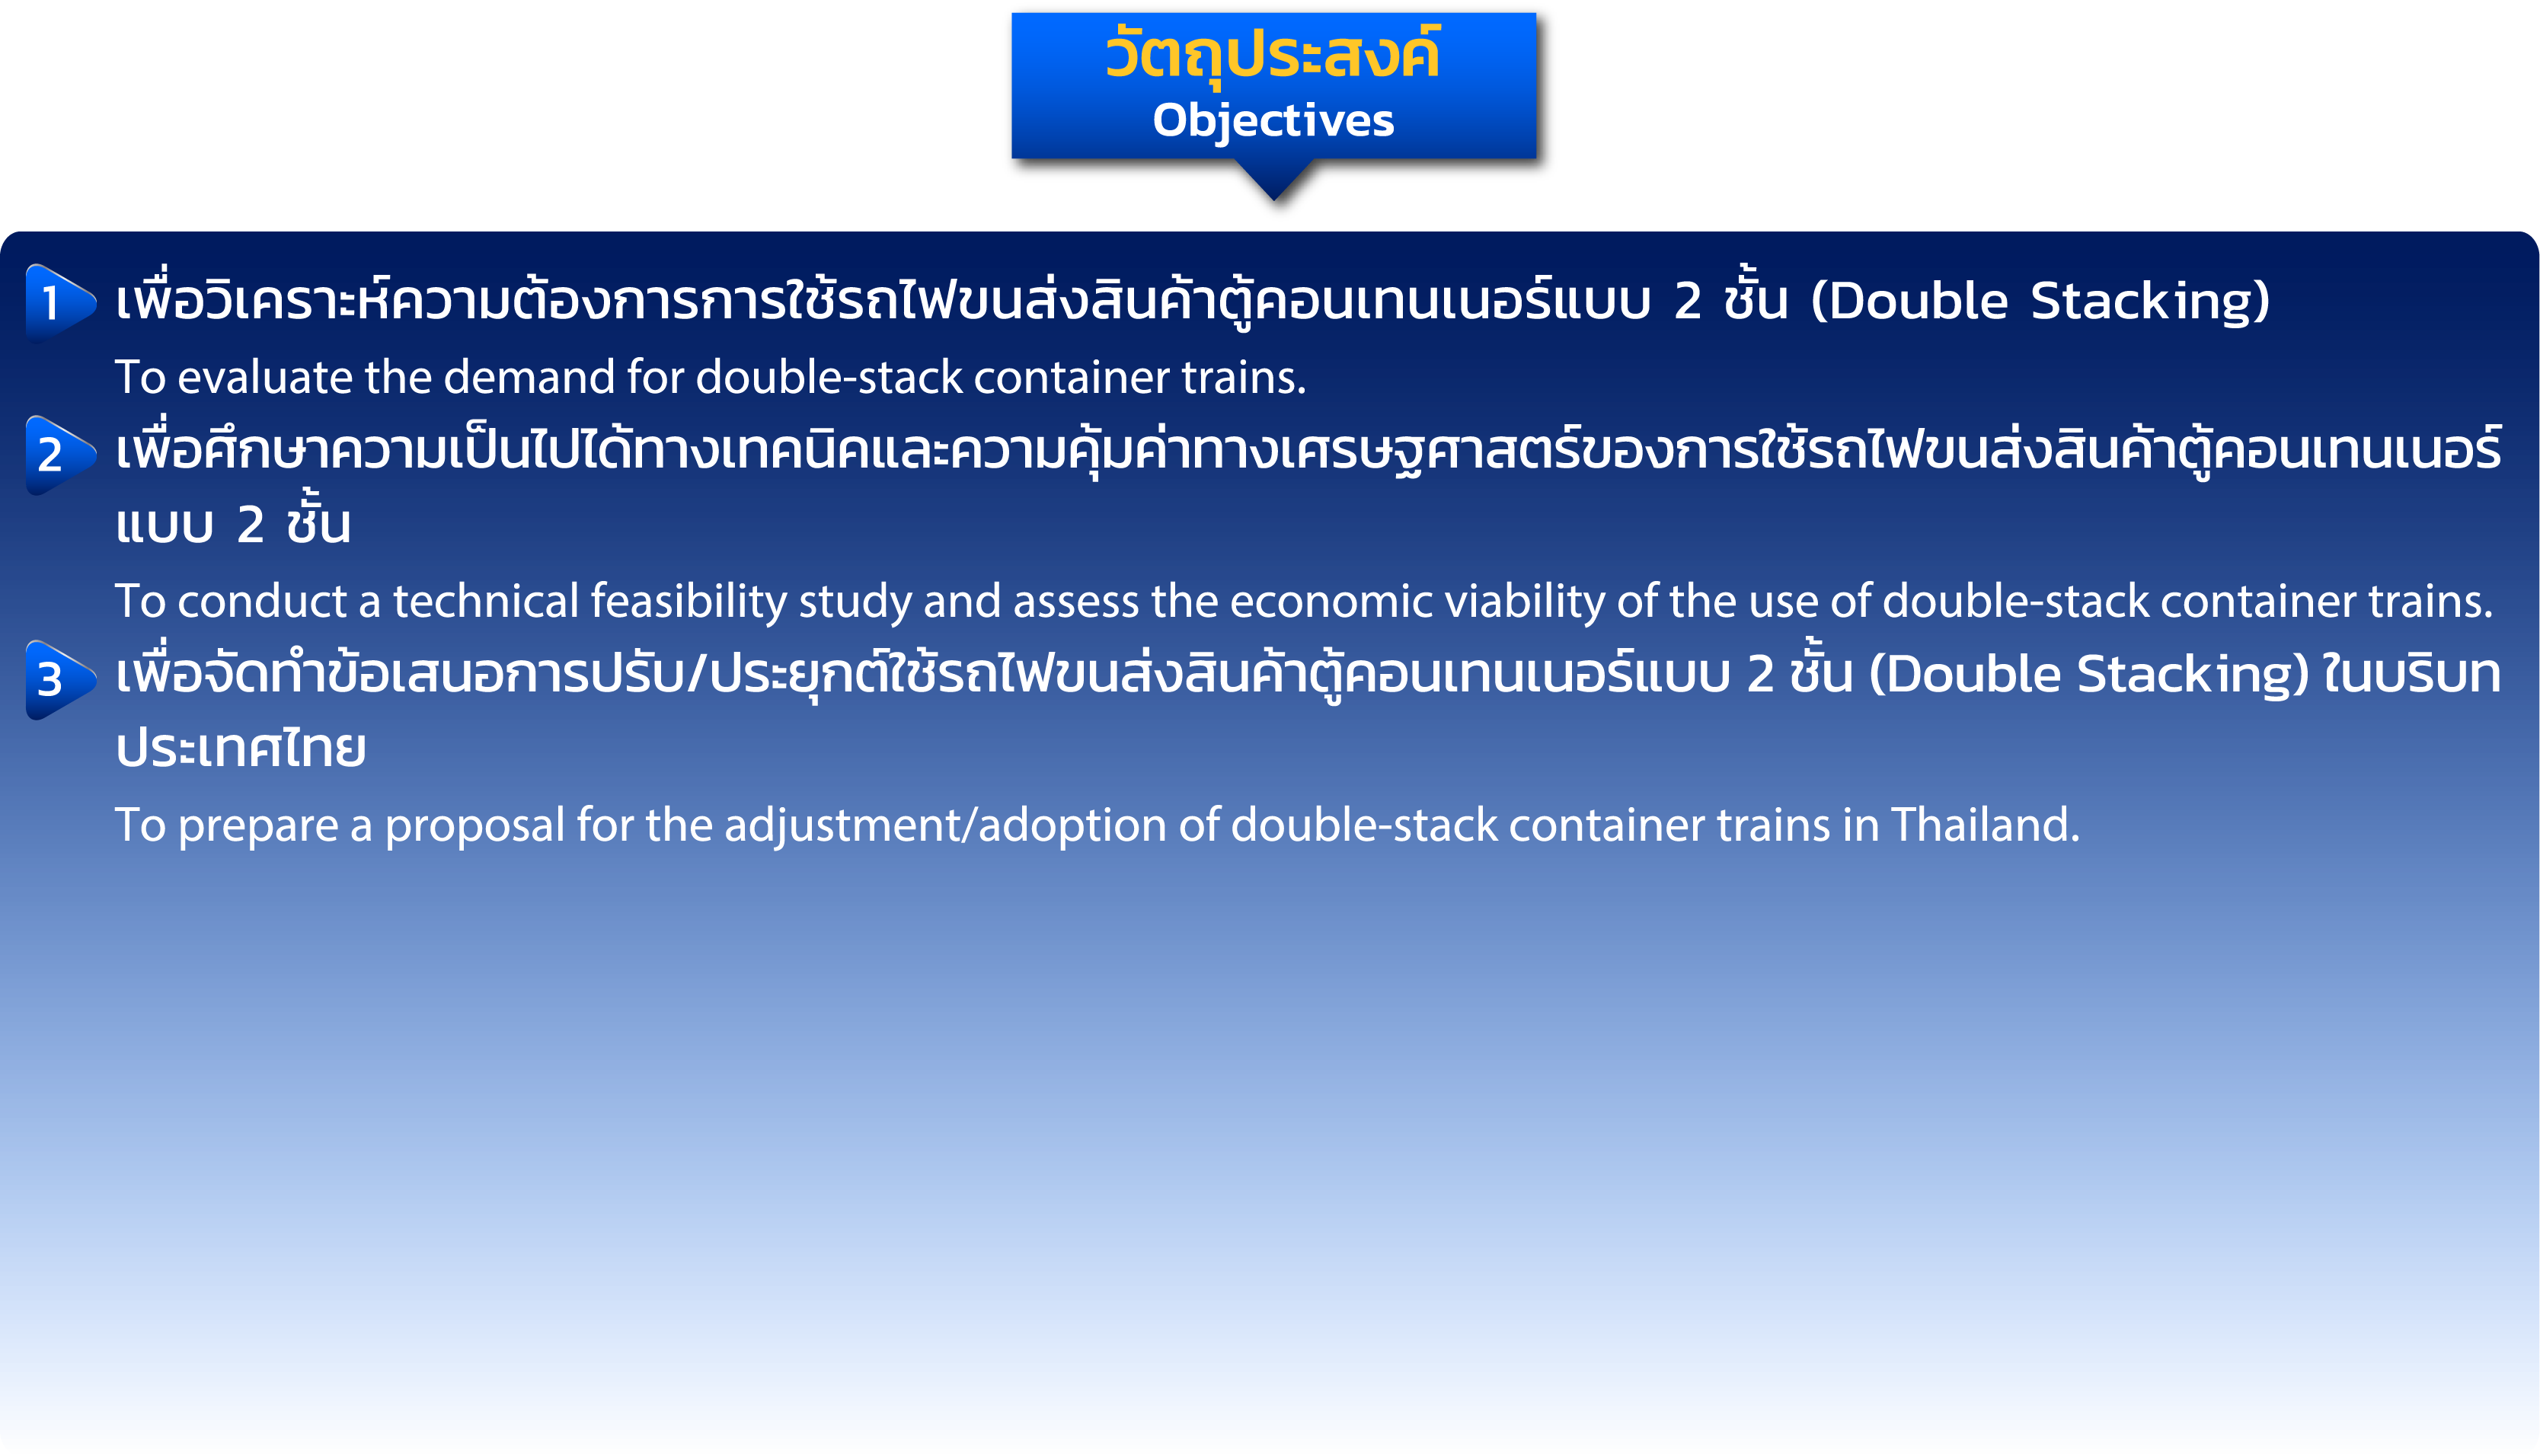 วัตถุประสงค์
Objectives
1 เพื่อวิเคราะห์ความต้องการการใช้รถไฟขนส่งสินค้าตู้คอนเทนเนอร์แบบ 2 ชั้น (Double Stacking)
To evaluate the demand for double-stack container trains.
2 เพื่อศึกษาความเป็นไปได้ทางเทคนิคและความคุ้มค่าทางเศรษฐศาสตร์ของการใช้รถไฟขนส่งสินค้าตู้คอนเทนเนอร์
แบบ 2 ชั้น
To conduct a technical feasibility study and assess the economic viability of the use of double-stack container trains.
3 เพื่อจัดทำข้อเสนอการปรับ/ประยุกต์ใช้รถไฟขนส่งสินค้าตู้คอนเทนเนอร์แบบ 2 ชั้น (Double Stacking) ในบริบท
ประเทศไทย
To prepare a proposal for the adjustment/adoption of double-stack container trains in Thailand.